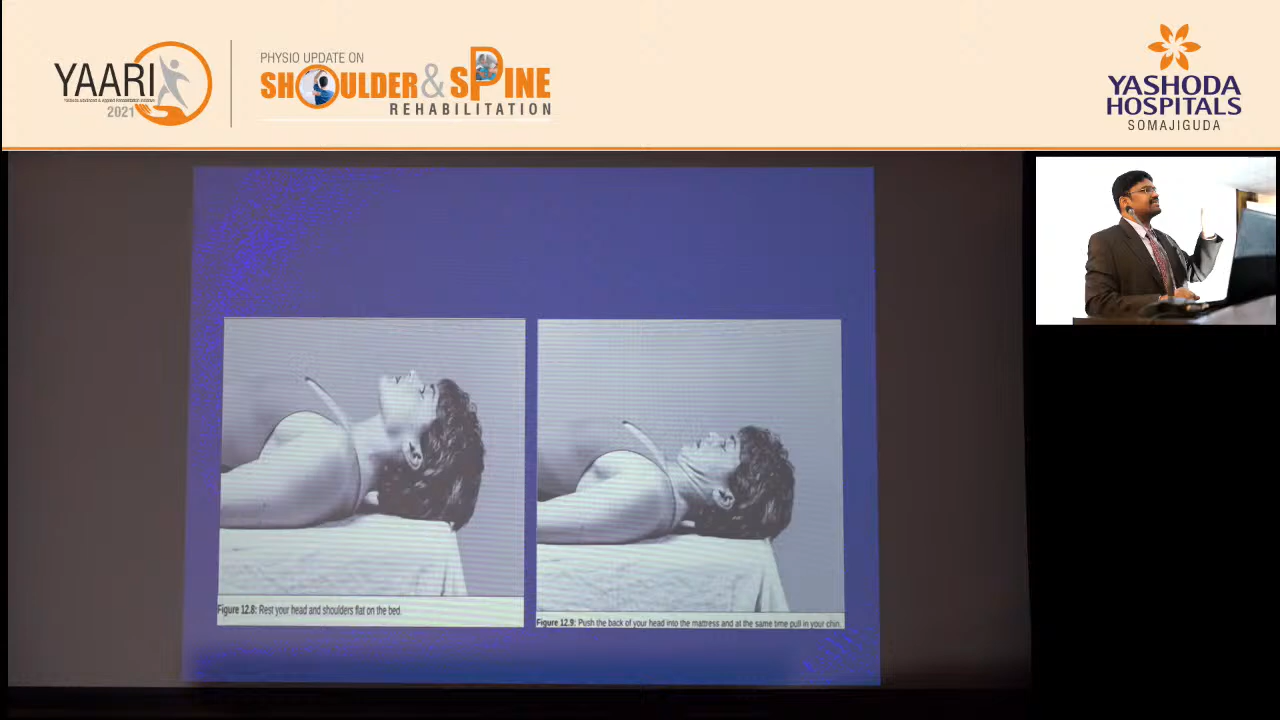 YAARI
2021
PHYSIO UPDATE ON
SHOULDER & SPINE
REHABILITATION
YASHODA
HOSPITALS
SOMAJIGUDA
Figure 12.8: Rest your head and shoulders flat on the bed.
Figure 12.9: Push the back of your head into the mattress and at the same time pull in your chin.